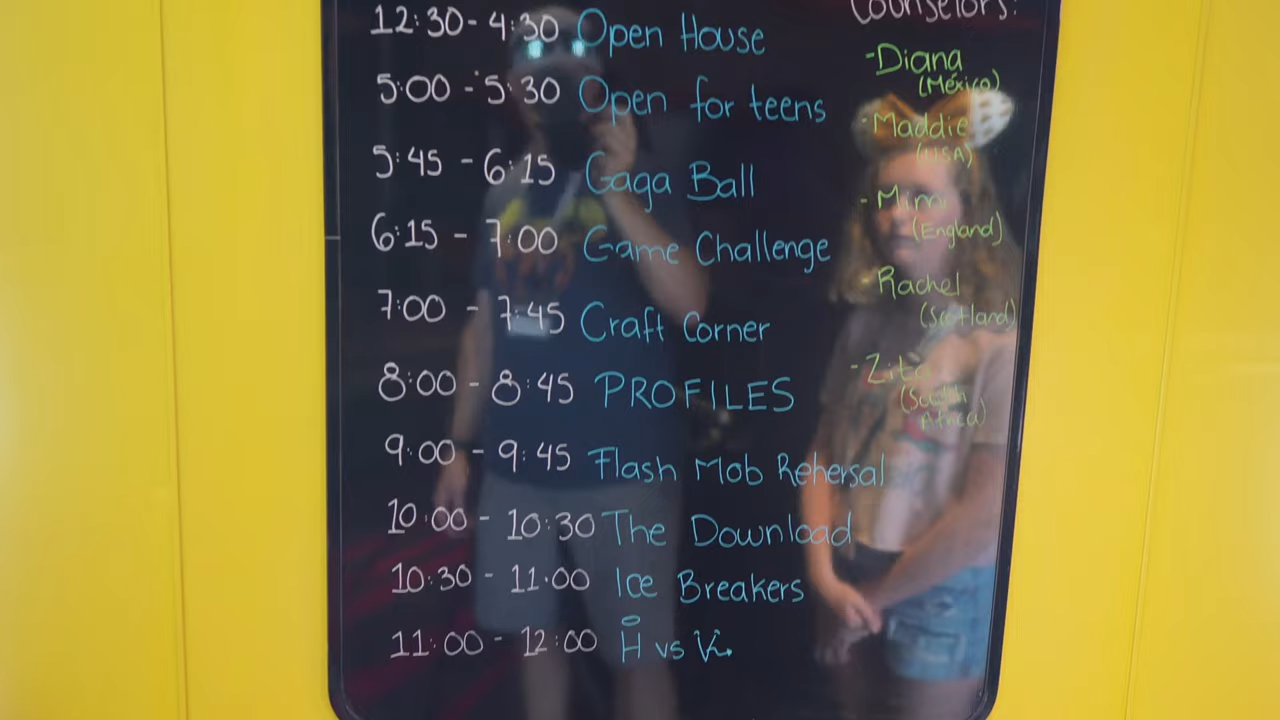 12:30 - 4:30 Open House
5:00 - 5:30 Open for teens
5:45 - 6:15 Gaga Ball
6:15 - 7:00 Game Challenge
7:00 - 7:45 Craft Corner
8:00 - 8:45 PROFILES
9:00 - 9:45 Flash Mob Rehersal
10:00 - 10:30 The Download
10:30 - 11:00 Ice Breakers
11:00 - 12:00 H vs V
Counselors:
- Diana
(México)
- Maddie
(USA)
- Mimi
(England)
- Rachel
(Scotland)
- Zita
(South
Africa)